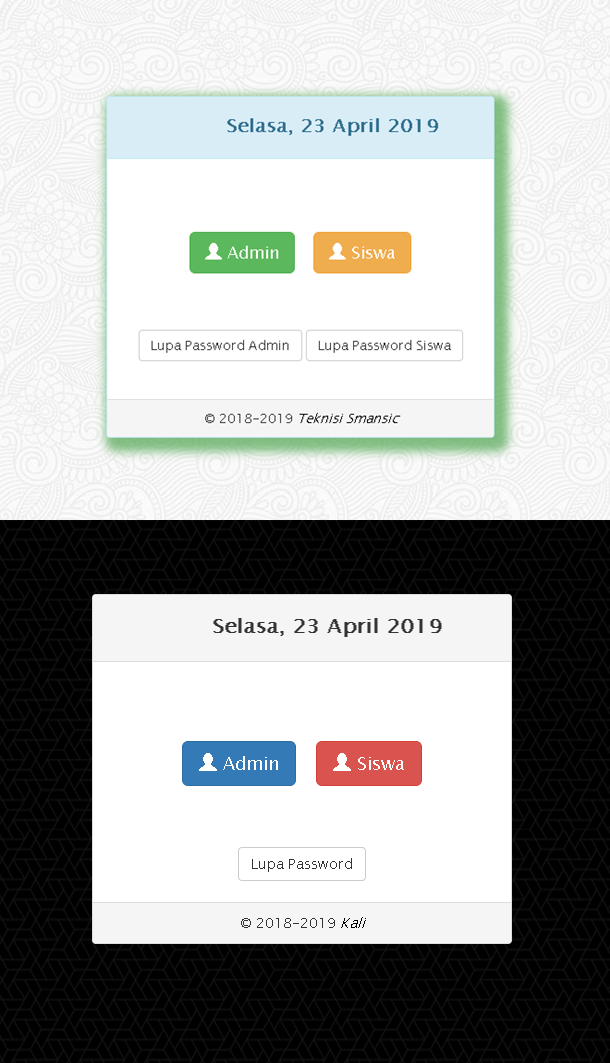 Selasa, 23 April 2019
Admin Siswa
Lupa Password Admin Lupa Password Siswa
© 2018-2019 Teknisi Smansic
Selasa, 23 April 2019
Admin Siswa
Lupa Password
© 2018-2019 Kali